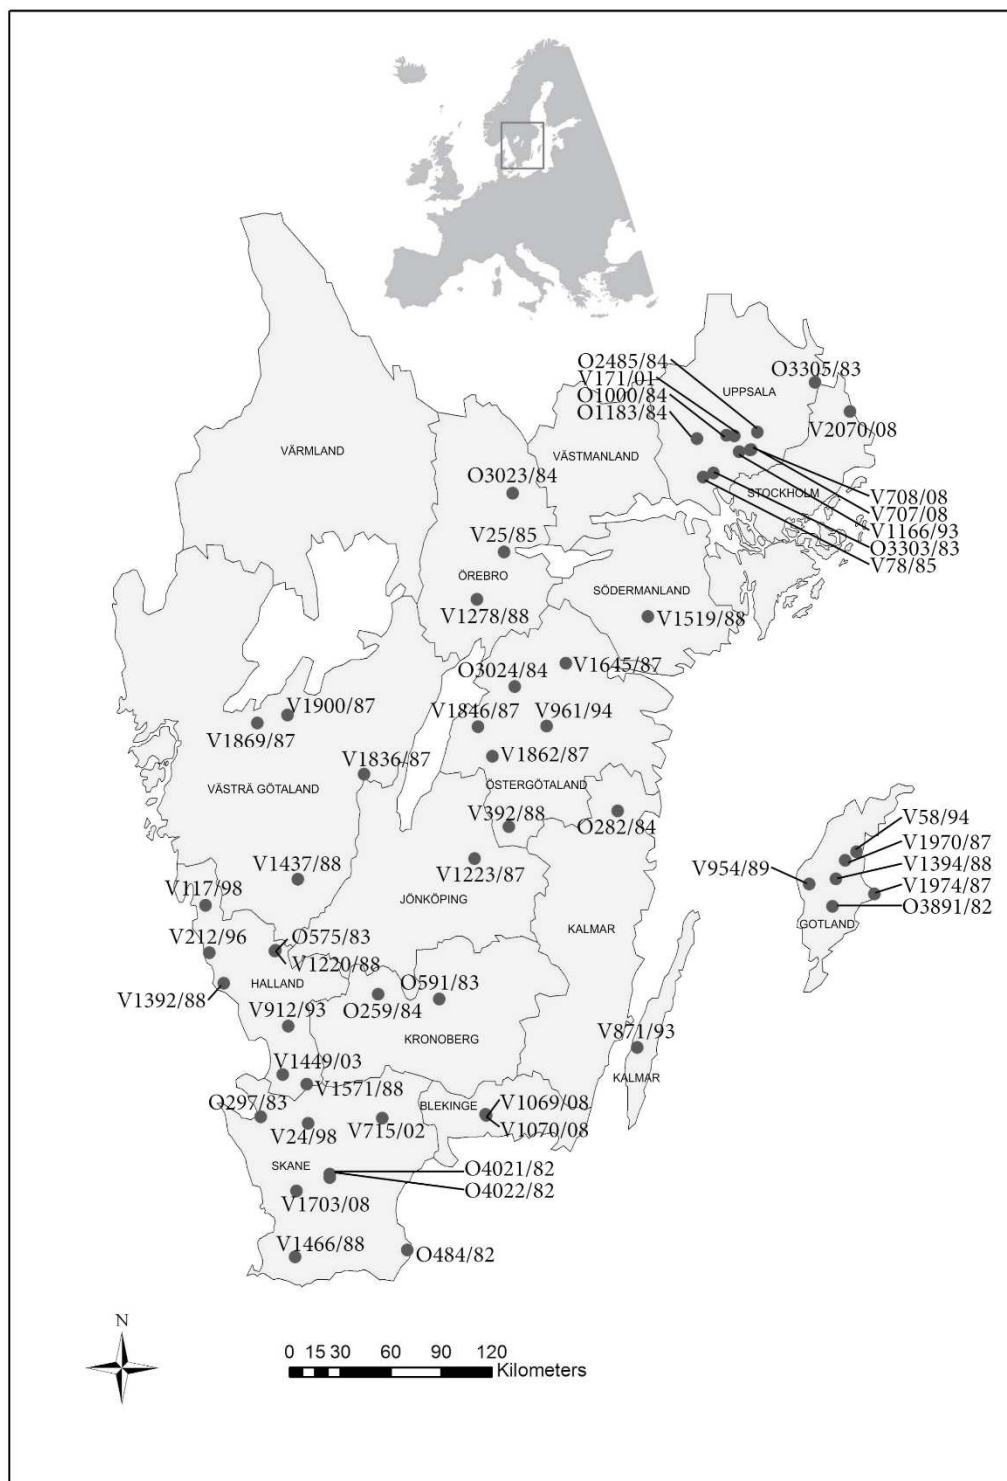 O2485/84
V171/01
O1000/84
O1183/84
UPPSALA
O3305/83
V2070/08
VÄRMLAND
VÄSTMANLAND
O3023/84
STOCKHOLM
V708/08
V707/08
V1166/93
O3303/83
V78/85
V25/85
ÖREBRO
SÖDERMANLAND
V1278/88
V1519/88
O3024/84
V1645/87
V1900/87
V1869/87
V1846/87
V961/94
V1836/87
V1862/87
VÄSTRÄ GÖTALAND
ÖSTERGÖTALAND
V392/88
O282/84
V58/94
V1970/87
V954/89
V1394/88
V1974/87
O3891/82
GOTLAND
V1437/88
V1223/87
V117/98
JÖNKÖPING
KALMAR
V212/96
O575/83
V1220/88
HALLAND
V1392/88
O591/83
O259/84
V912/93
KRONOBERG
V871/93
KALMAR
V1449/03
V1571/88
O297/83
BLEKINGE
V1069/08
V24/98
V715/02
V1070/08
SKANE
O4021/82
O4022/82
V1703/08
V1466/88
O484/82
N
0 15 30 60 90 120
Kilometers